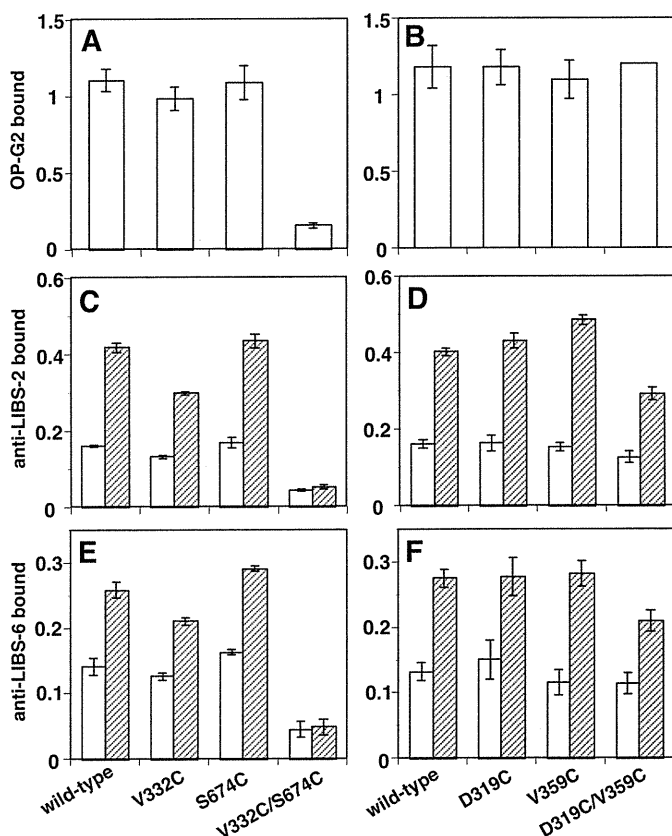 A
B
OP-G2 bound
1.5
1
0.5
0
1.5
1
0.5
0
C
D
anti-LIBS-2 bound
0.6
0.4
0.2
0
0.6
0.4
0.2
0
E
F
anti-LIBS-6 bound
0.3
0.2
0.1
0
0.3
0.2
0.1
0
wild-type
V332C
S674C
V332C/S674C
wild-type
D319C
V359C
D319C/V359C